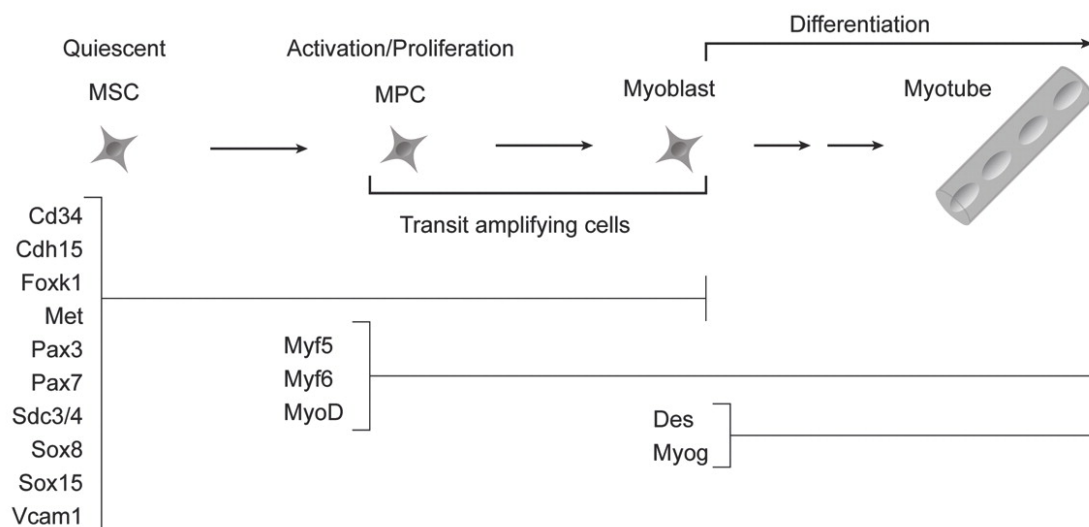 Differentiation
Quiescent
Activation/Proliferation
MSC
MPC
Myoblast
Myotube
Transit amplifying cells
Cd34
Cdh15
Foxk1
Met
Pax3
Pax7
Sdc3/4
Sox8
Sox15
Vcam1
Myf5
Myf6
MyoD
Des
Myog